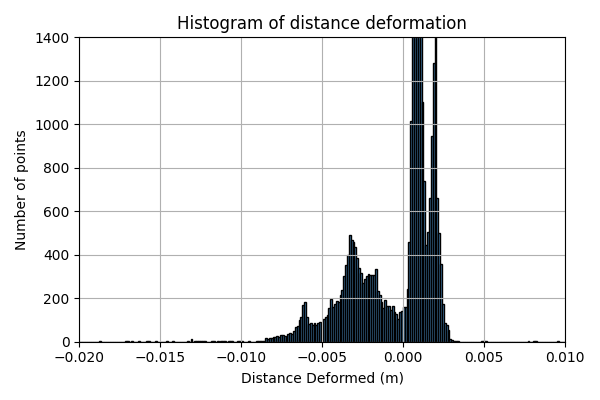 Histogram of distance deformation
1400
1200
1000
800
600
400
200
0
Number of points
−0.020 −0.015 −0.010 −0.005 0.000 0.005 0.010
Distance Deformed (m)